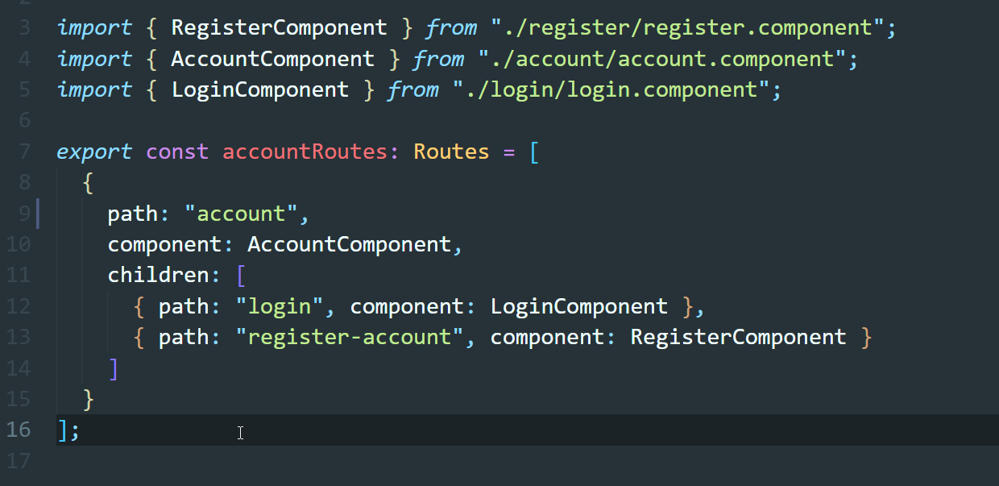 2
3 import { RegisterComponent } from "./register/register.component";
4 import { AccountComponent } from "./account/account.component";
5 import { LoginComponent } from "./login/login.component";
6
7 export const accountRoutes: Routes = [
8   {
9     path: "account",
10     component: AccountComponent,
11     children: [
12       { path: "login", component: LoginComponent },
13       { path: "register-account", component: RegisterComponent }
14     ]
15   }
16 ];
17